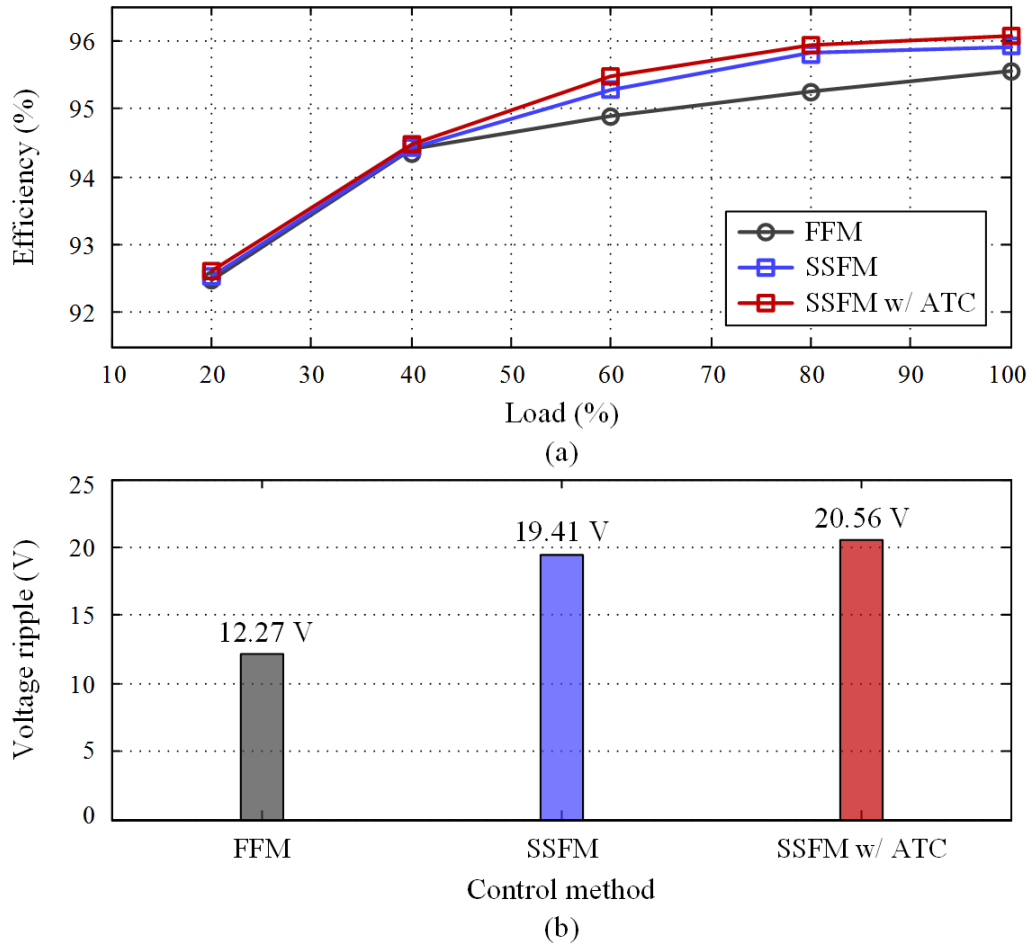 96
95
94
93
92
Efficiency (%)
FFM
SSFM
SSFM w/ ATC
10 20 30 40 50 60 70 80 90 100
Load (%)
(a)
25
20
15
10
5
0
Voltage ripple (V)
12.27 V
19.41 V
20.56 V
FFM SSFM SSFM w/ ATC
Control method
(b)